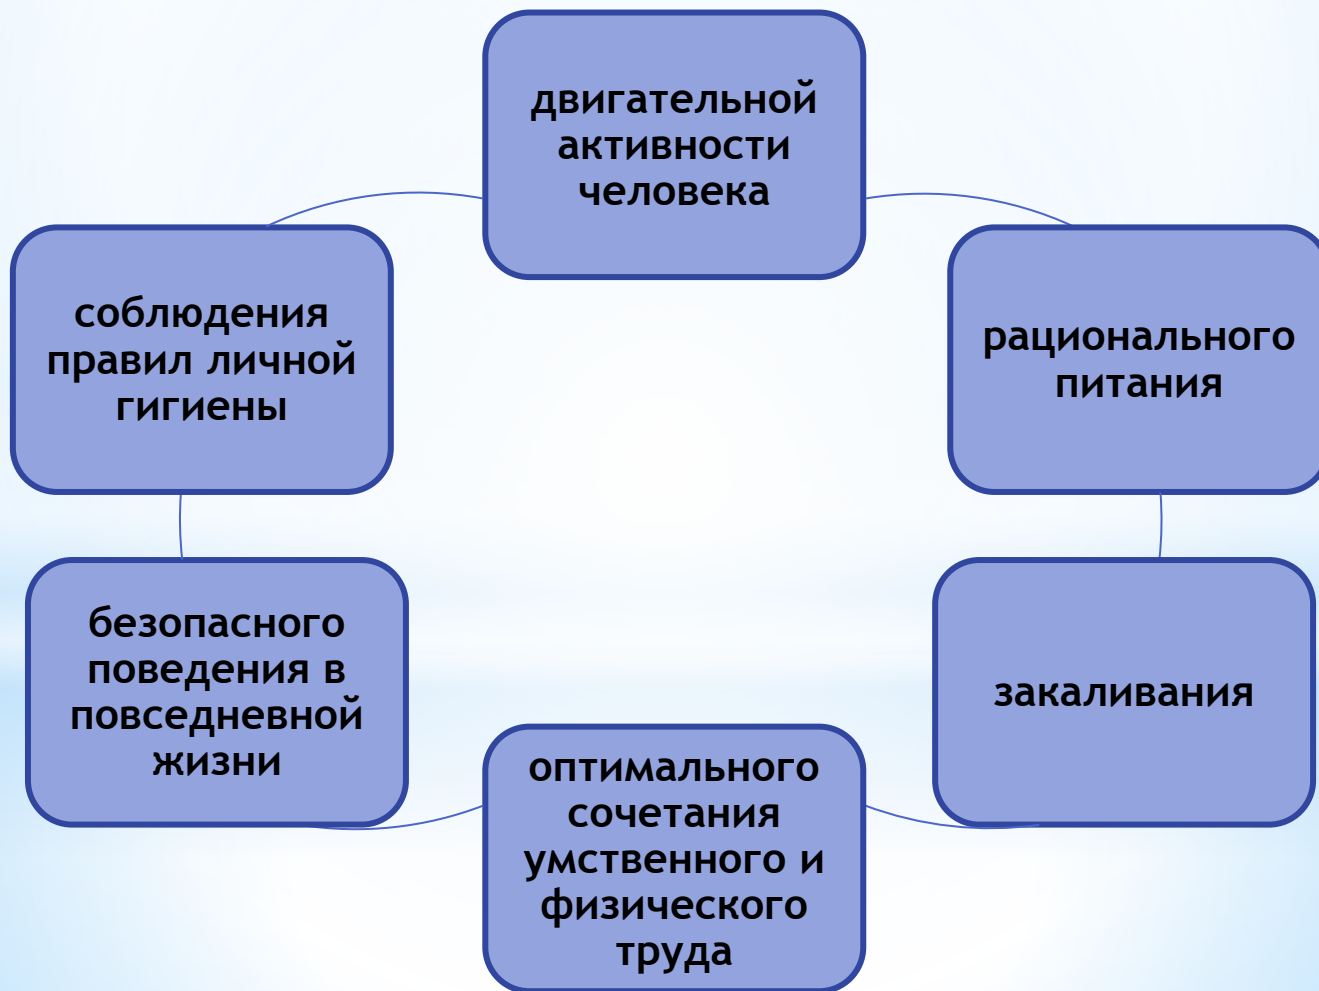 двигательной
активности
человека
рационального
питания
закаливания
оптимального
сочетания
умственного и
физического
труда
безопасного
поведения в
повседневной
жизни
соблюдения
правил личной
гигиены